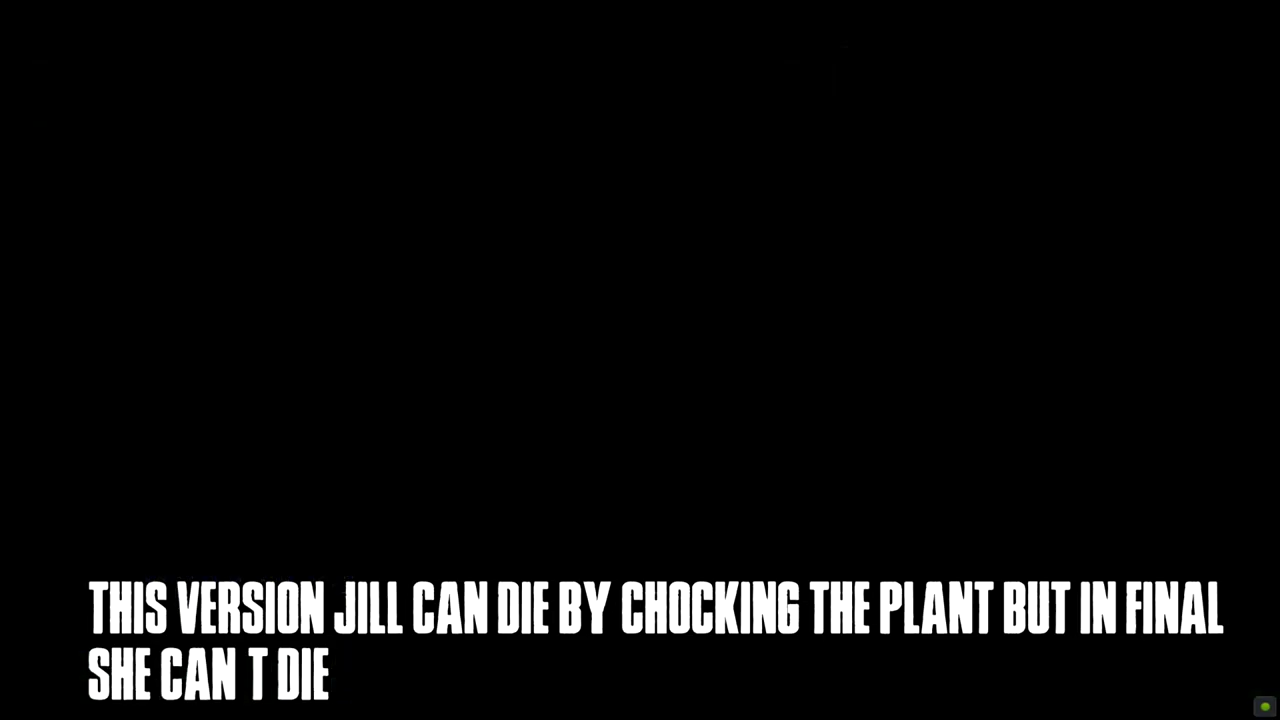 THIS VERSION JILL CAN DIE BY CHOCKING THE PLANT BUT IN FINAL
SHE CAN T DIE